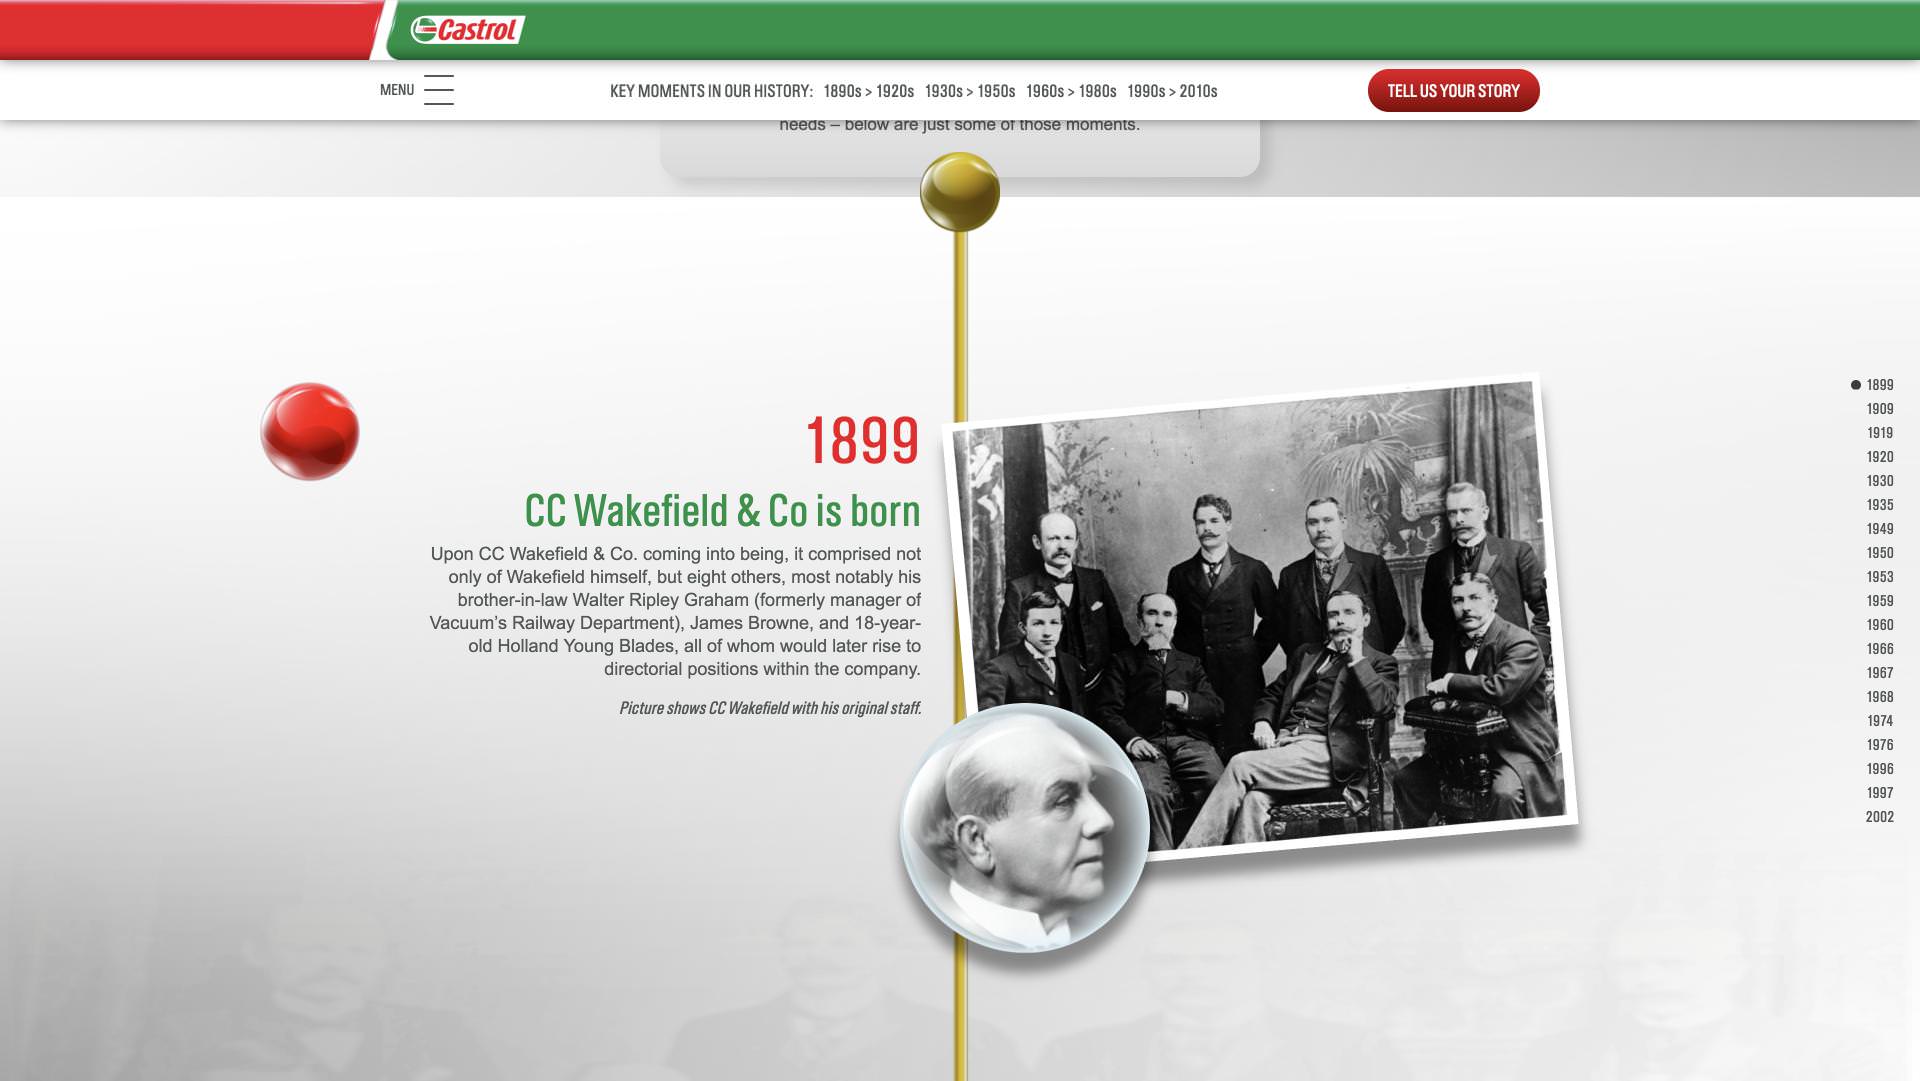 Castrol
MENU
KEY MOMENTS IN OUR HISTORY: 1890s > 1920s 1930s > 1950s 1960s > 1980s 1990s > 2010s
TELL US YOUR STORY
needs – below are just some of those moments.
1899
CC Wakefield & Co is born
Upon CC Wakefield & Co. coming into being, it comprised not
only of Wakefield himself, but eight others, most notably his
brother-in-law Walter Ripley Graham (formerly manager of
Vacuum’s Railway Department), James Browne, and 18-year-
old Holland Young Blades, all of whom would later rise to
directorial positions within the company.
Picture shows CC Wakefield with his original staff.
1899
1909
1919
1920
1930
1935
1949
1950
1953
1959
1960
1966
1967
1968
1974
1976
1996
1997
2002